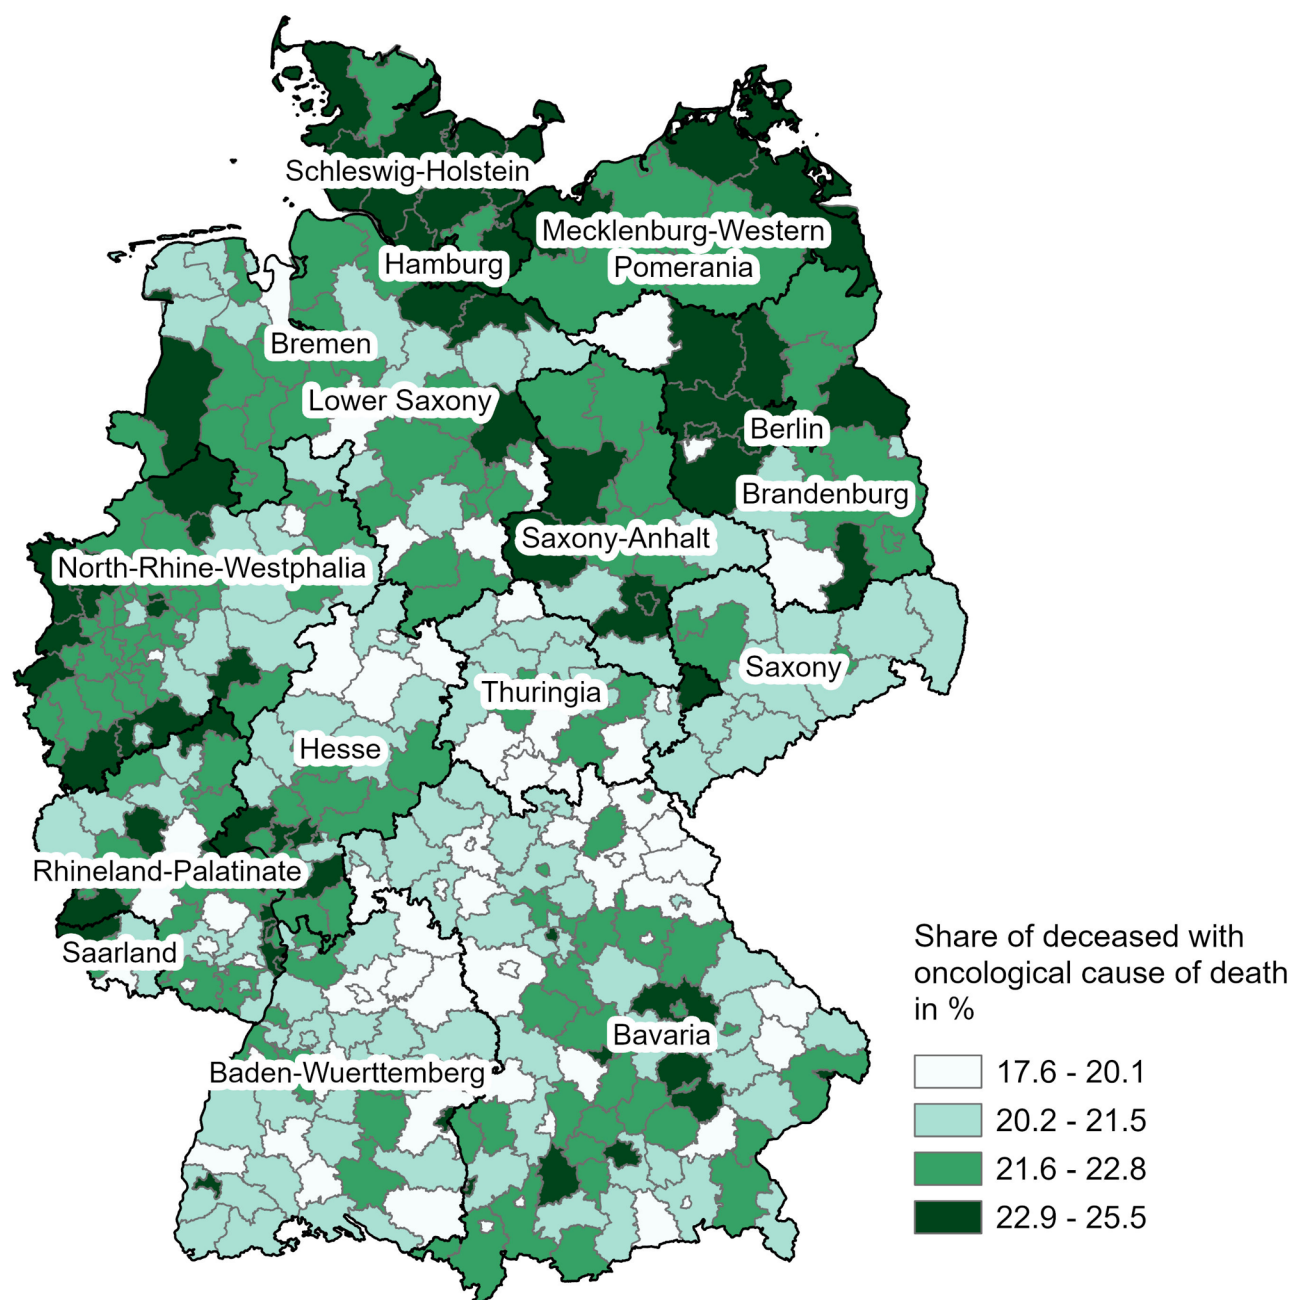 Schleswig-Holstein
Mecklenburg-Western
Pomerania
Hamburg
Bremen
Lower Saxony
Berlin
Brandenburg
Saxony-Anhalt
North-Rhine-Westphalia
Saxony
Thuringia
Hesse
Rhineland-Palatinate
Saarland
Bavaria
Baden-Wuerttemberg
Share of deceased with
oncological cause of death
in %
17.6 - 20.1
20.2 - 21.5
21.6 - 22.8
22.9 - 25.5